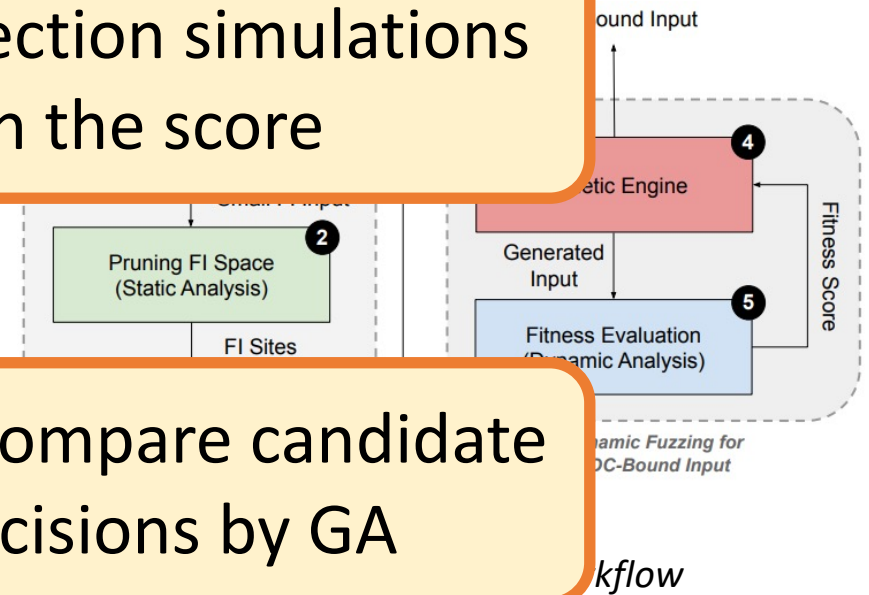 ection simulations
n the score
ound Input
4
etic Engine
2
Pruning FI Space
(Static Analysis)
Generated
Input
Fitness Score
5
FI Sites
Fitness Evaluation
amic Analysis)
ompare candidate
cisions by GA
amic Fuzzing for
DC-Bound Input
kflow